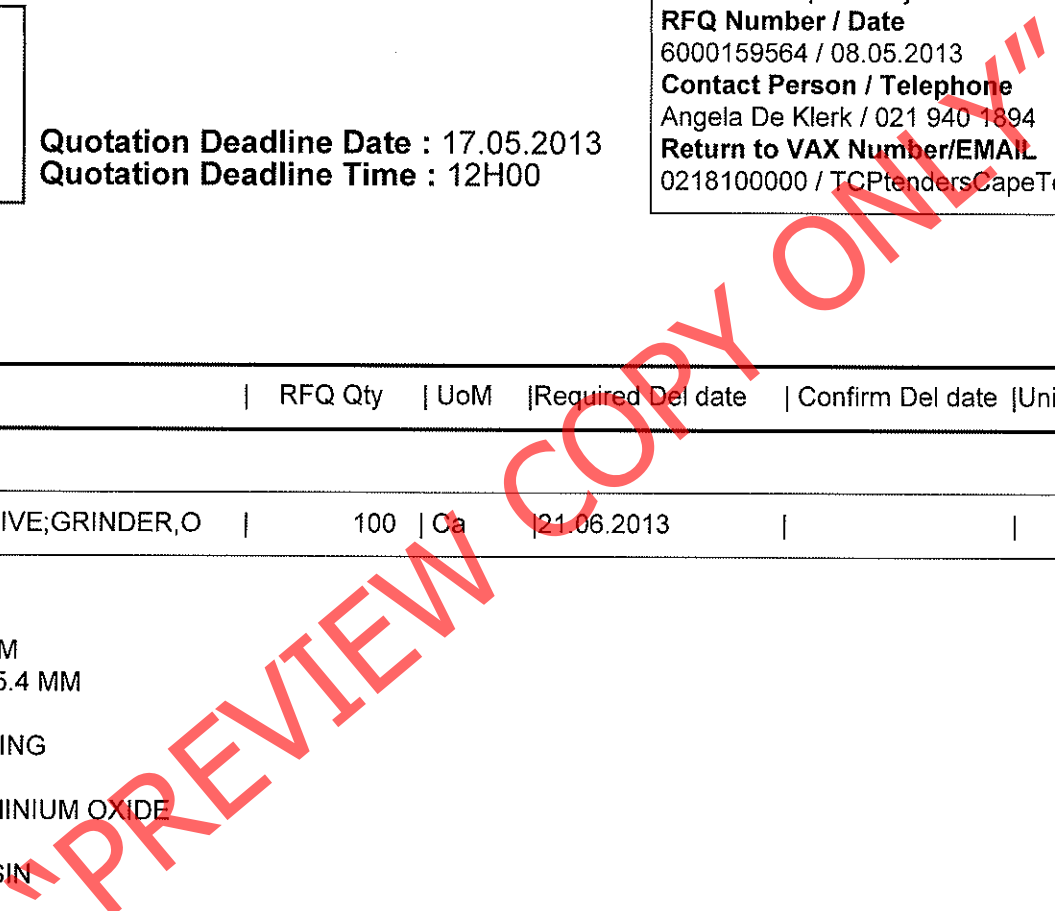 RFQ Number / Date
6000159564 / 08.05.2013
Contact Person / Telephone
Angela De Klerk / 021 940 1894
Return to VAX Number/EMAIL
0218100000 / TCPtendersCapeT
Quotation Deadline Date : 17.05.2013
Quotation Deadline Time : 12H00
| RFQ Qty | UoM |Required Del date | Confirm Del date |Uni
IVE;GRINDER,O | 100 | Ca |21.06.2013 | |
M
5.4 MM
ING
MINIUM OXIDE
SIN
"PREVIEW COPY ONLY"